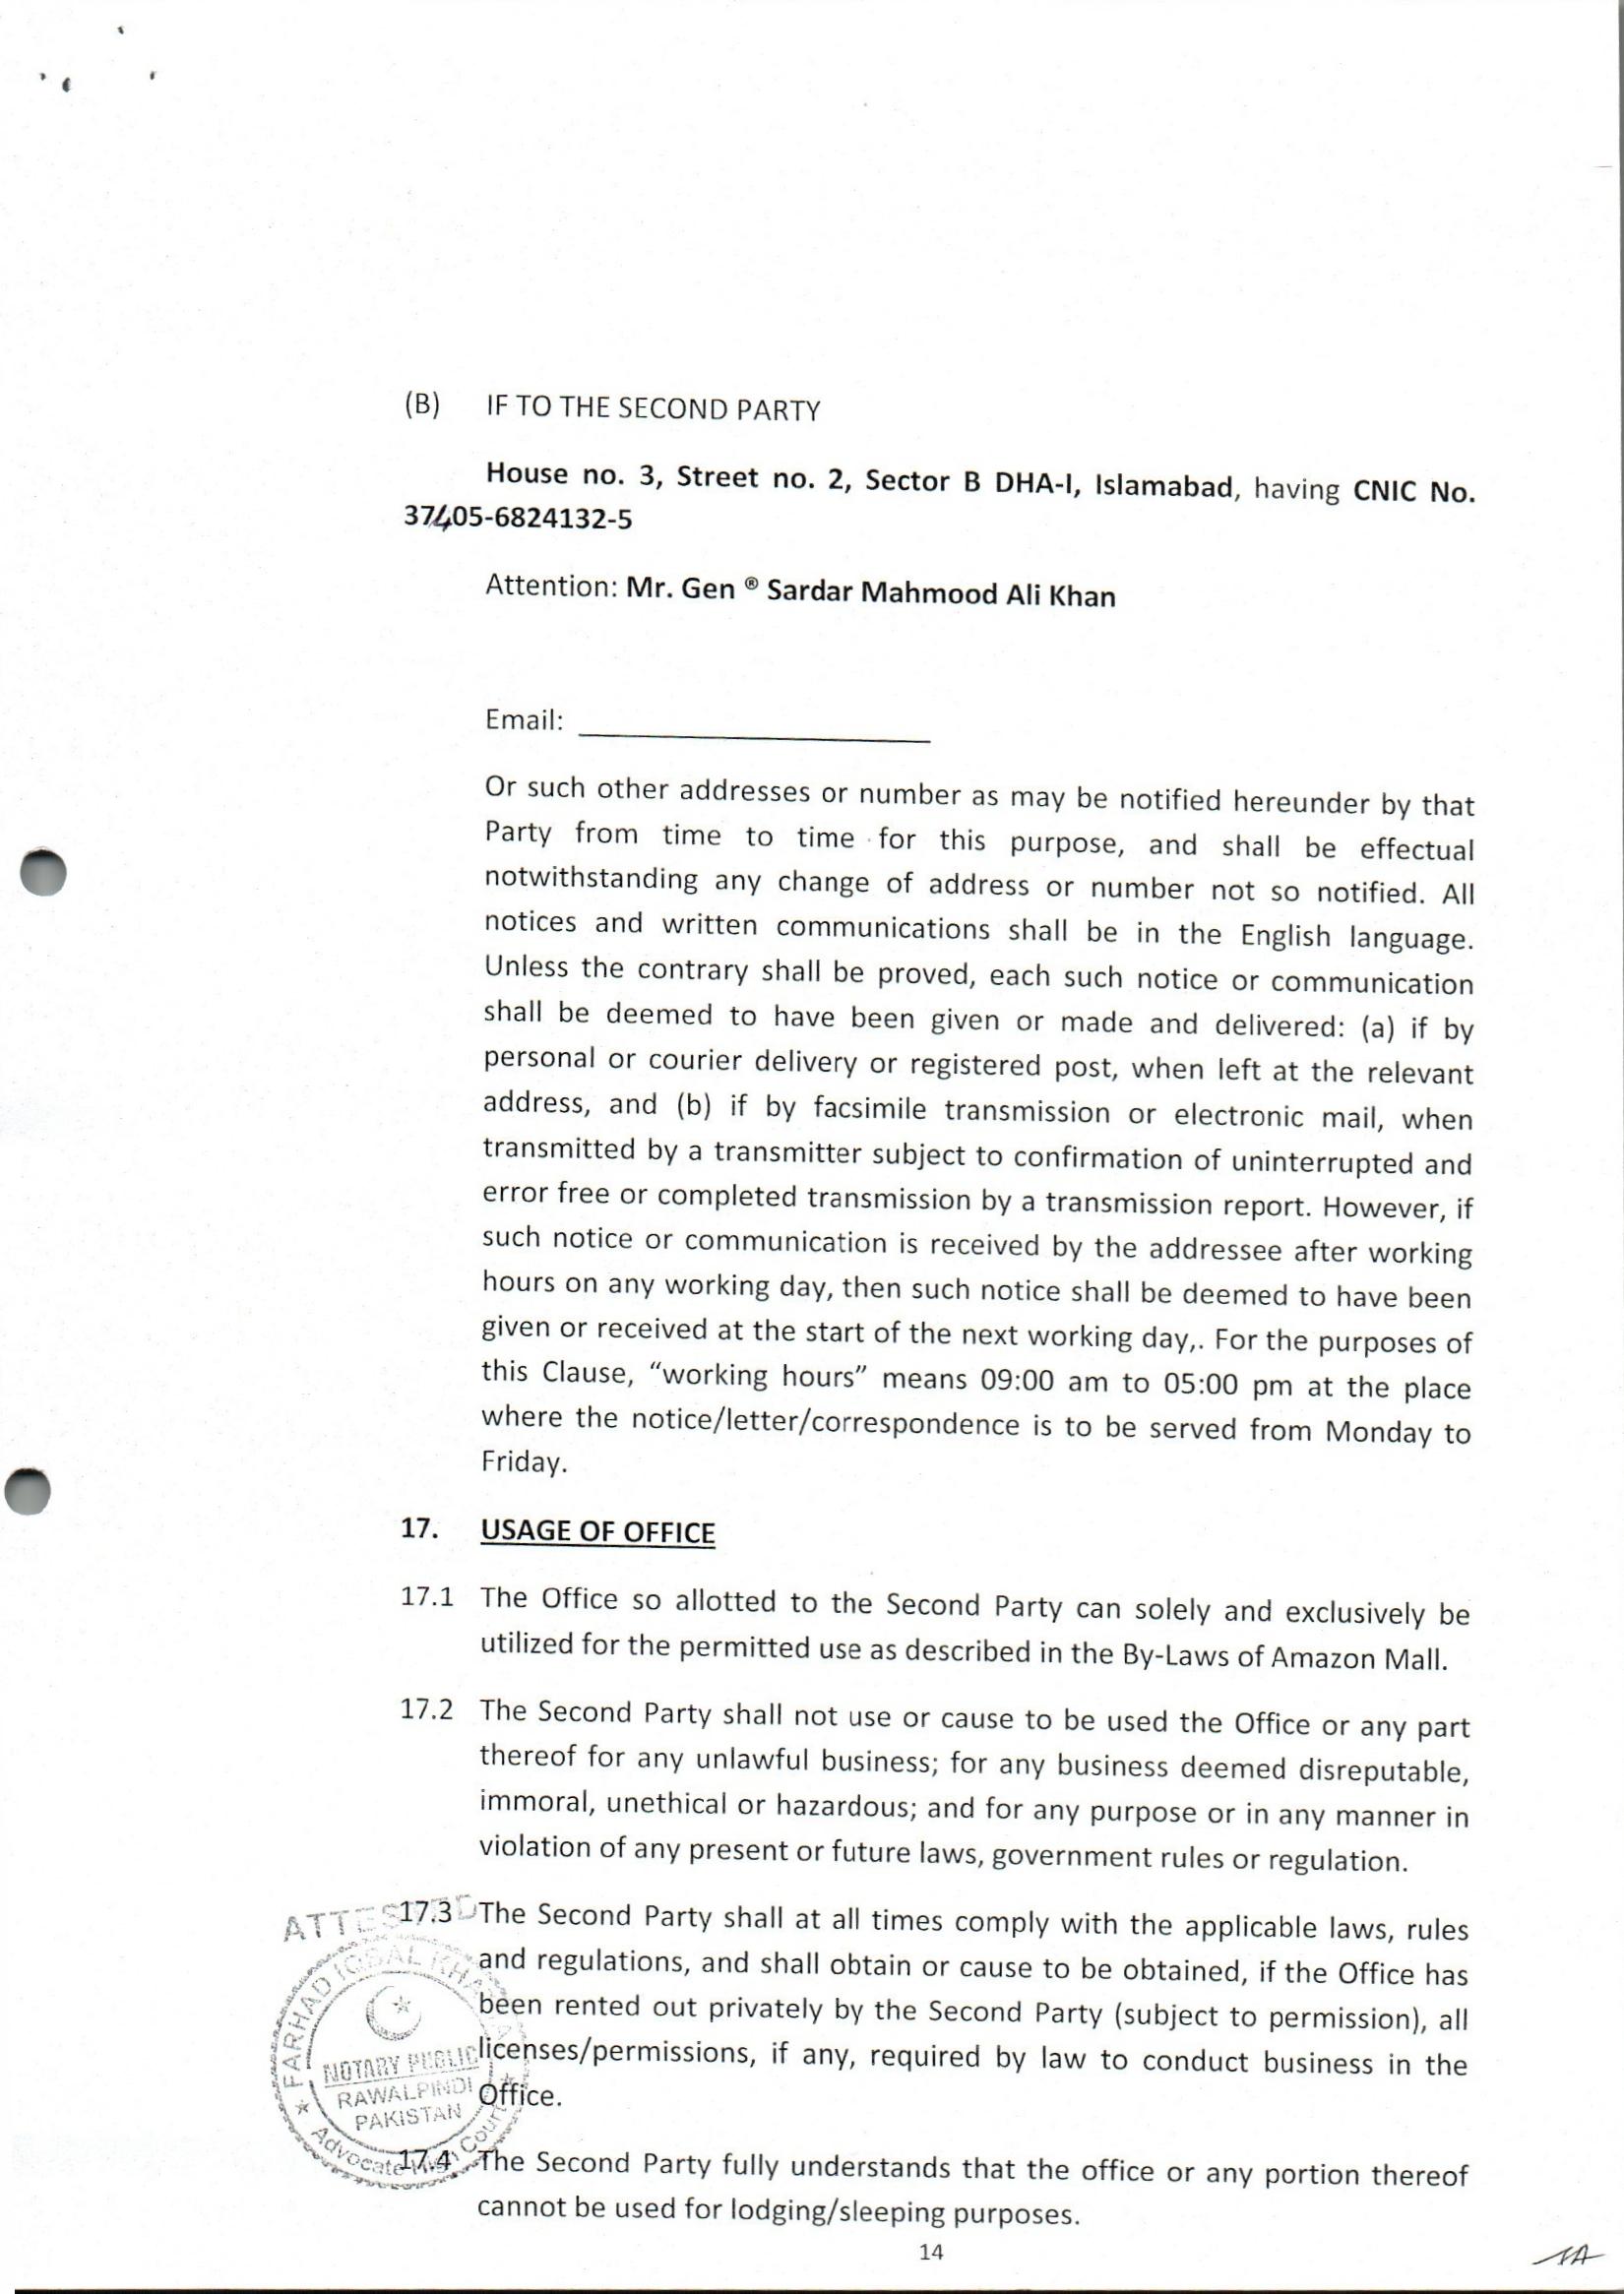 (B) IF TO THE SECOND PARTY
House no. 3, Street no. 2, Sector B DHA-I, Islamabad, having CNIC No.
37405-6824132-5
Attention: Mr. Gen ® Sardar Mahmood Ali Khan
Email: ____________________
Or such other addresses or number as may be notified hereunder by that
Party from time to time for this purpose, and shall be effectual
notwithstanding any change of address or number not so notified. All
notices and written communications shall be in the English language.
Unless the contrary shall be proved, each such notice or communication
shall be deemed to have been given or made and delivered: (a) if by
personal or courier delivery or registered post, when left at the relevant
address, and (b) if by facsimile transmission or electronic mail, when
transmitted by a transmitter subject to confirmation of uninterrupted and
error free or completed transmission by a transmission report. However, if
such notice or communication is received by the addressee after working
hours on any working day, then such notice shall be deemed to have been
given or received at the start of the next working day,. For the purposes of
this Clause, “working hours” means 09:00 am to 05:00 pm at the place
where the notice/letter/correspondence is to be served from Monday to
Friday.
17. USAGE OF OFFICE
17.1 The Office so allotted to the Second Party can solely and exclusively be
utilized for the permitted use as described in the By-Laws of Amazon Mall.
17.2 The Second Party shall not use or cause to be used the Office or any part
thereof for any unlawful business; for any business deemed disreputable,
immoral, unethical or hazardous; and for any purpose or in any manner in
violation of any present or future laws, government rules or regulation.
17.3 The Second Party shall at all times comply with the applicable laws, rules
and regulations, and shall obtain or cause to be obtained, if the Office has
been rented out privately by the Second Party (subject to permission), all
licenses/permissions, if any, required by law to conduct business in the
Office.
17.4 The Second Party fully understands that the office or any portion thereof
cannot be used for lodging/sleeping purposes.
ATTESTED
FARHAD IQBAL
NOTARY PUBLIC
RAWALPINDI
PAKISTAN
Advocate High Court
14